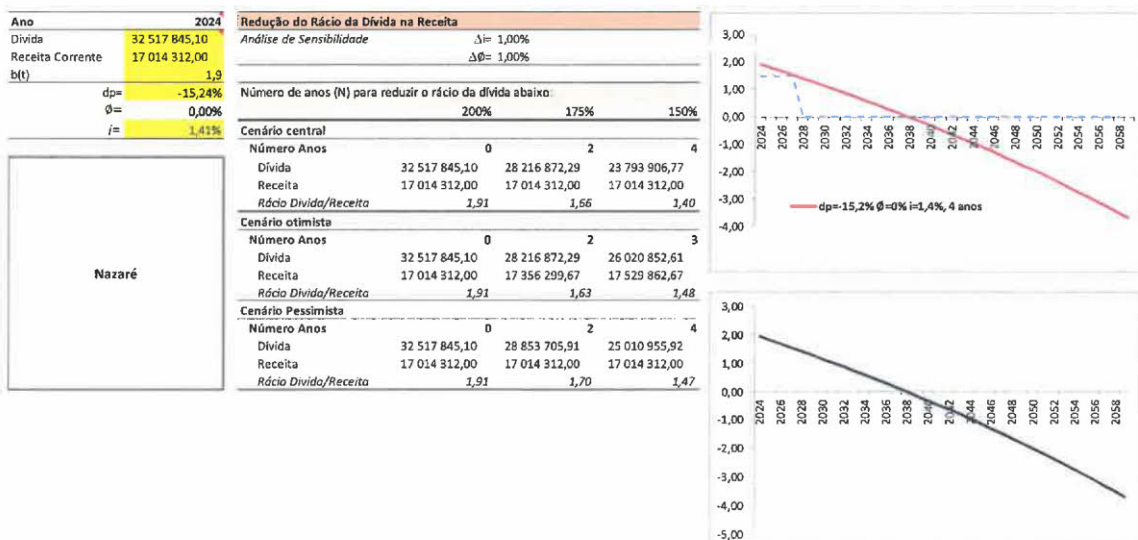 Ano 2024
Dívida 32 517 845,10
Receita Corrente 17 014 312,00
b(t) 1,9
dp= -15,24%
Ø= 0,00%
i= 1,41%
Nazaré
Redução do Rácio da Dívida na Receita
Análise de Sensibilidade Δi= 1,00%
ΔØ= 1,00%
Número de anos (N) para reduzir o rácio da dívida abaixo:
200% 175% 150%
Cenário central
Número Anos 0 2 4
Dívida 32 517 845,10 28 216 872,29 23 793 906,77
Receita 17 014 312,00 17 014 312,00 17 014 312,00
Rácio Divida/Receita 1,91 1,66 1,40
Cenário otimista
Número Anos 0 2 3
Dívida 32 517 845,10 28 216 872,29 26 020 852,61
Receita 17 014 312,00 17 356 299,67 17 529 862,67
Rácio Divida/Receita 1,91 1,63 1,48
Cenário Pessimista
Número Anos 0 2 4
Dívida 32 517 845,10 28 853 705,91 25 010 955,92
Receita 17 014 312,00 17 014 312,00 17 014 312,00
Rácio Divida/Receita 1,91 1,70 1,47
3,00
2,00
1,00
0,00
-1,00
-2,00
-3,00
-4,00
2024 2026 2028 2030 2032 2034 2036 2038 2040 2042 2044 2046 2048 2050 2052 2054 2056 2058
dp=-15,2% Ø=0% i=1,4%, 4 anos
3,00
2,00
1,00
0,00
-1,00
-2,00
-3,00
-4,00
-5,00
2024 2026 2028 2030 2032 2034 2036 2038 2040 2042 2044 2046 2048 2050 2052 2054 2056 2058